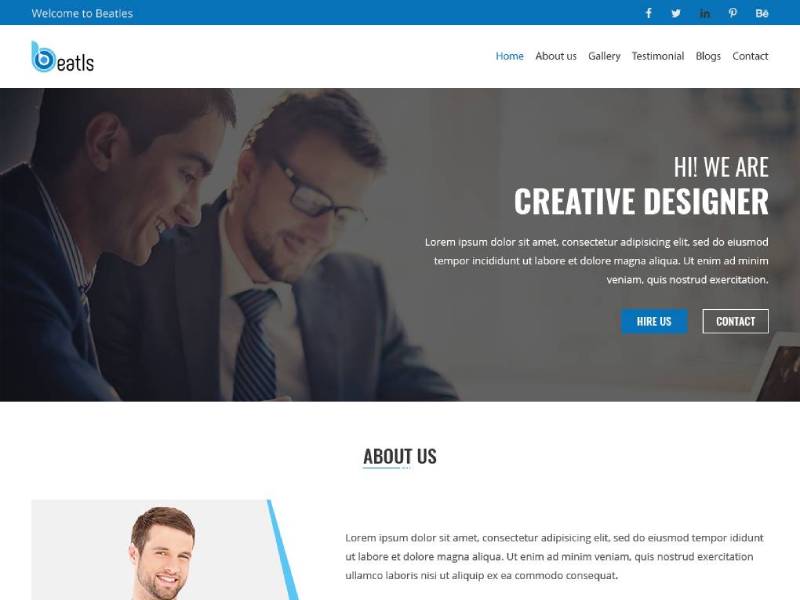 Welcome to Beatles
in
Bē
beatls
Home About us Gallery Testimonial Blogs Contact
HI! WE ARE
CREATIVE DESIGNER
Lorem ipsum dolor sit amet, consectetur adipisicing elit, sed do eiusmod
tempor incididunt ut labore et dolore magna aliqua. Ut enim ad minim
veniam, quis nostrud exercitation.
HIRE US CONTACT
ABOUT US
Lorem ipsum dolor sit amet, consectetur adipisicing elit, sed do eiusmod tempor ididunt
ut labore et dolore magna aliqua. Ut enim ad minim veniam, quis nostrud exercitation
ullamco laboris nisi ut aliquip ex ea commodo consequat.